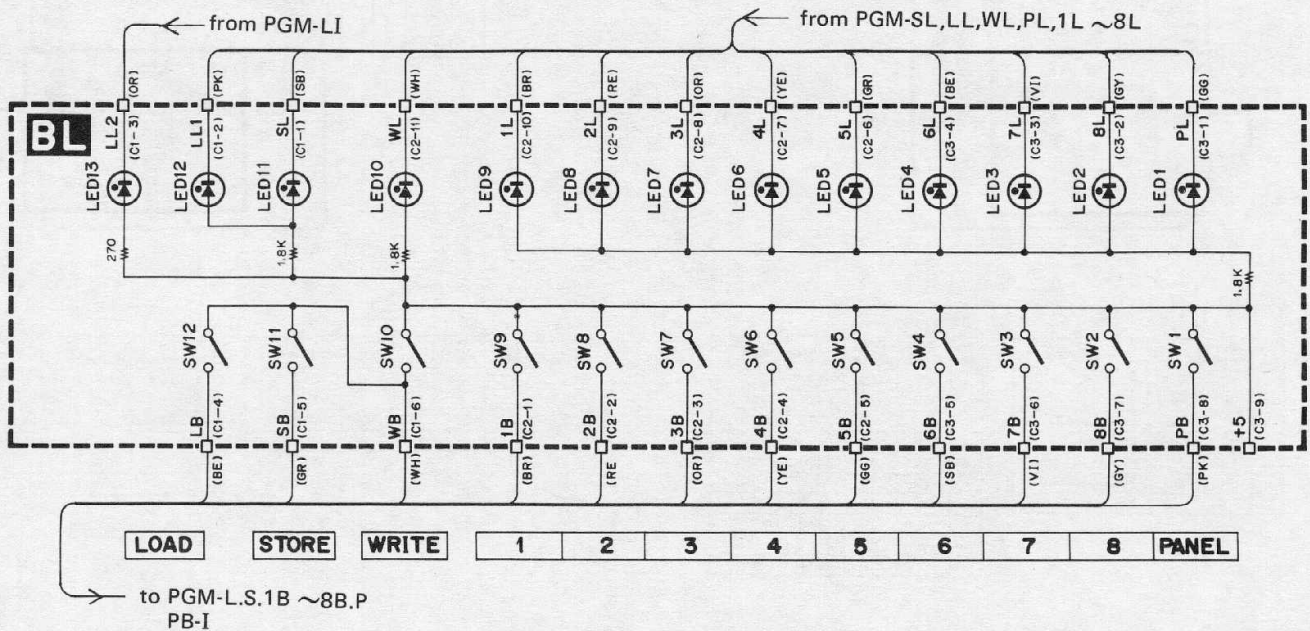 from PGM-LI
from PGM-SL,LL,WL,PL,1L ~8L
(OR) (PK) (SB) (WH) (BR) (RE) (OR) (YE) (GR) (BE) (VI) (GY) (GG)
BL
LL2 LL1 SL WL 1L 2L 3L 4L 5L 6L 7L 8L PL
(C1-3) (C1-2) (C1-1) (C2-11) (C2-10) (C2-9) (C2-8) (C2-7) (C2-6) (C3-4) (C3-3) (C3-2) (C3-1)
LED13 LED12 LED11 LED10 LED9 LED8 LED7 LED6 LED5 LED4 LED3 LED2 LED1
270 1.8K 1.8K 1.8K
SW12 SW11 SW10 SW9 SW8 SW7 SW6 SW5 SW4 SW3 SW2 SW1
LB SB WB 1B 2B 3B 4B 5B 6B 7B 8B PB +5
(C1-4) (C1-5) (C1-6) (C2-1) (C2-2) (C2-3) (C2-4) (C2-5) (C3-5) (C3-6) (C3-7) (C3-8) (C3-9)
(BE) (GR) (WH) (BR) (RE (OR) (YE) (GG) (SB) (VI) (GY) (PK)
LOAD STORE WRITE 1 2 3 4 5 6 7 8 PANEL
to PGM-L.S.1B ~8B.P
PB-I